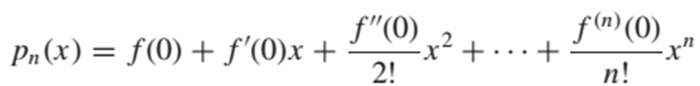 pₙ(x) = f(0) + f′(0)x + f″(0)/2! x² + ⋯ + f⁽ⁿ⁾(0)/n! xⁿ